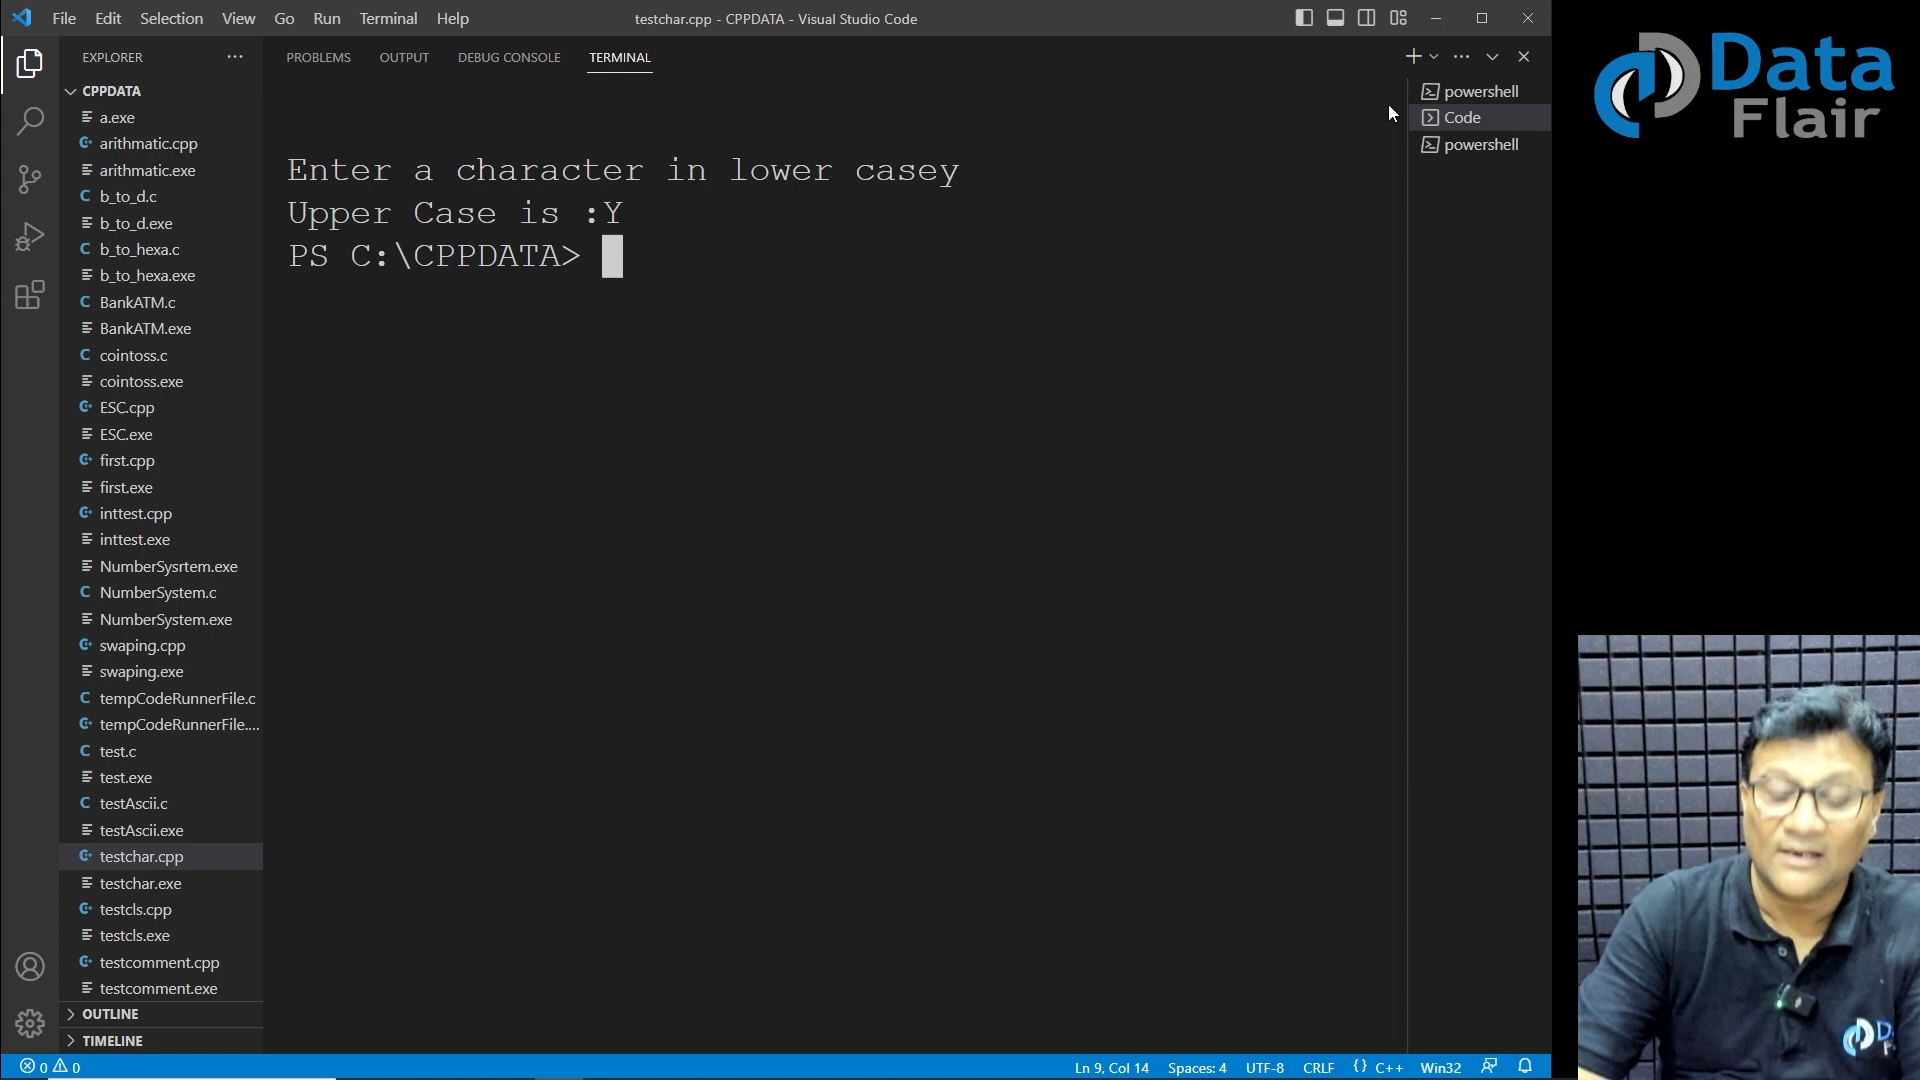 File Edit Selection View Go Run Terminal Help
testchar.cpp - CPPDATA - Visual Studio Code
EXPLORER
CPPDATA
a.exe
arithmatic.cpp
arithmatic.exe
b_to_d.c
b_to_d.exe
b_to_hexa.c
b_to_hexa.exe
BankATM.c
BankATM.exe
cointoss.c
cointoss.exe
ESC.cpp
ESC.exe
first.cpp
first.exe
inttest.cpp
inttest.exe
NumberSysrtem.exe
NumberSystem.c
NumberSystem.exe
swaping.cpp
swaping.exe
tempCodeRunnerFile.c
tempCodeRunnerFile....
test.c
test.exe
testAscii.c
testAscii.exe
testchar.cpp
testchar.exe
testcls.cpp
testcls.exe
testcomment.cpp
testcomment.exe
OUTLINE
TIMELINE
PROBLEMS OUTPUT DEBUG CONSOLE TERMINAL
Enter a character in lower casey
Upper Case is :Y
PS C:\CPPDATA>
powershell
Code
powershell
0 0
Ln 9, Col 14 Spaces: 4 UTF-8 CRLF {} C++ Win32
Data
Flair